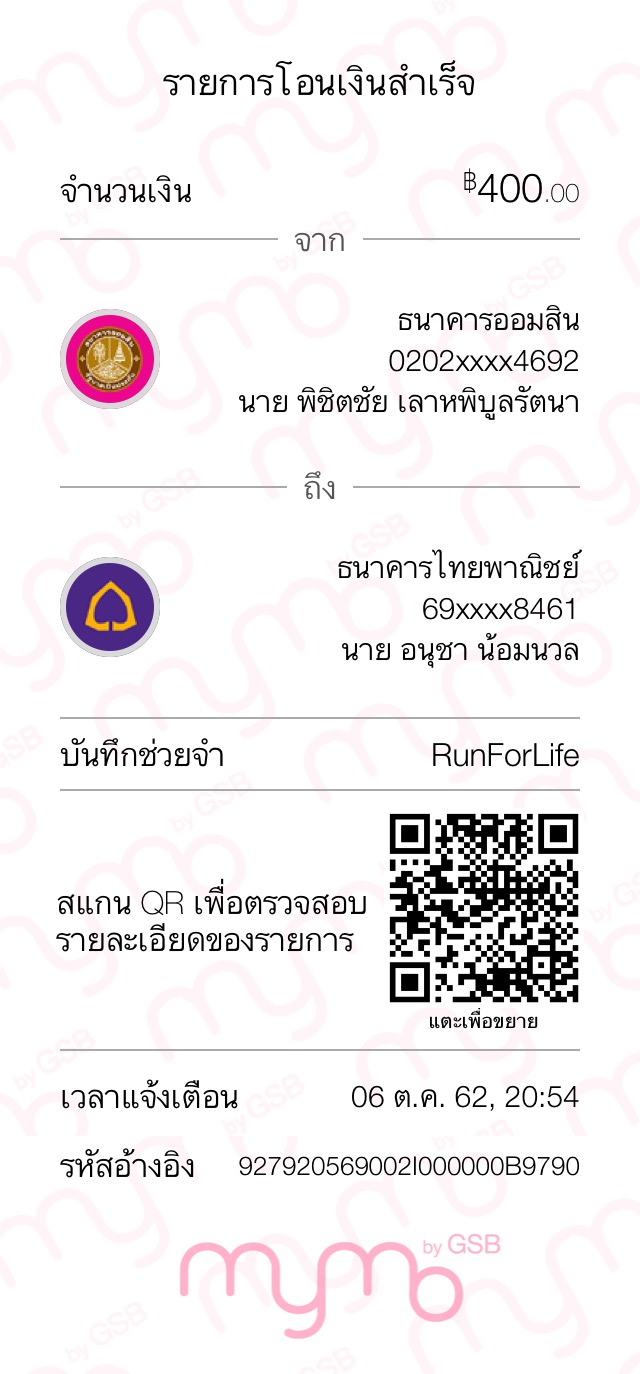 รายการโอนเงินสำเร็จ
จำนวนเงิน ฿400.00
จาก
ธนาคารออมสิน
0202xxxx4692
นาย พิชิตชัย เลาหพิบูลรัตนา
ถึง
ธนาคารไทยพาณิชย์
69xxxx8461
นาย อนุชา น้อมนวล
บันทึกช่วยจำ RunForLife
สแกน QR เพื่อตรวจสอบ
รายละเอียดของรายการ
แตะเพื่อขยาย
เวลาแจ้งเตือน 06 ต.ค. 62, 20:54
รหัสอ้างอิง 927920569002I000000B9790
mymo by GSB